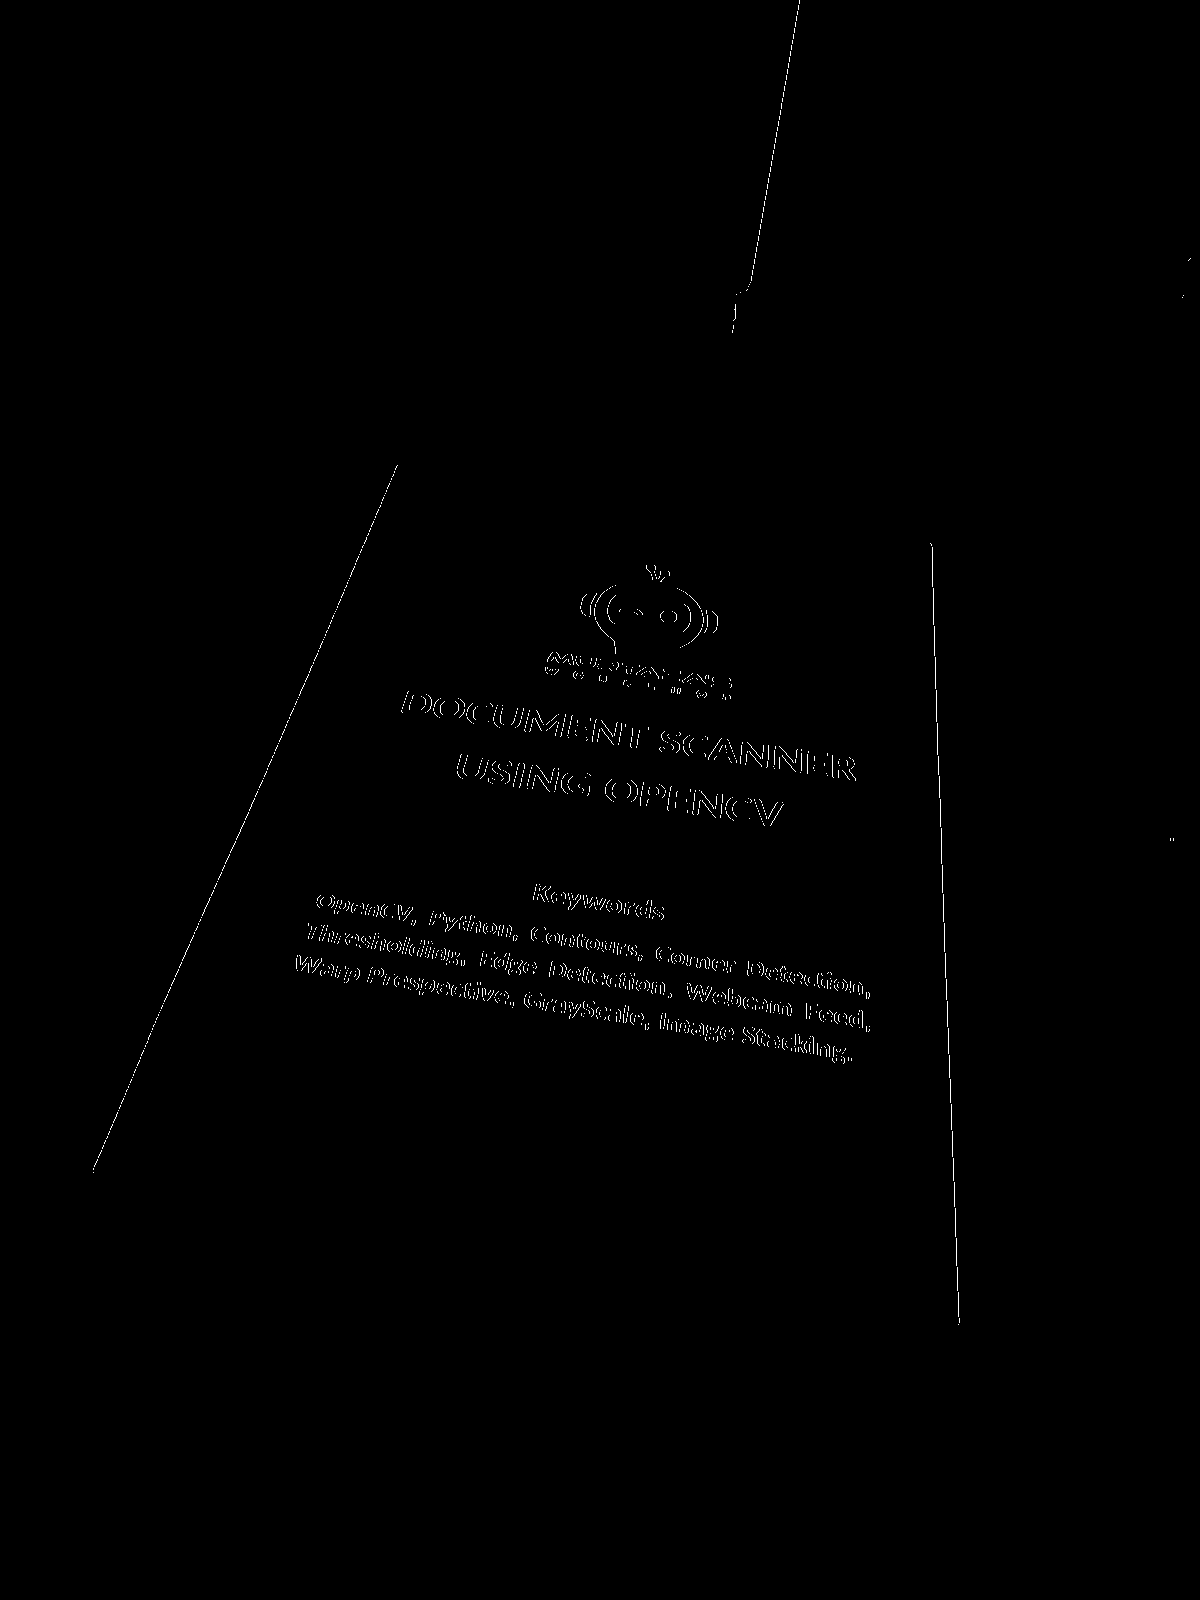 DOCUMENT SCANNER
USING OPENCV
Keywords
OpenCV, Python, Contours, Corner Detection,
Thresholding, Edge Detection, Webcam Feed,
Warp Prespective, GrayScale, Image Stacking.